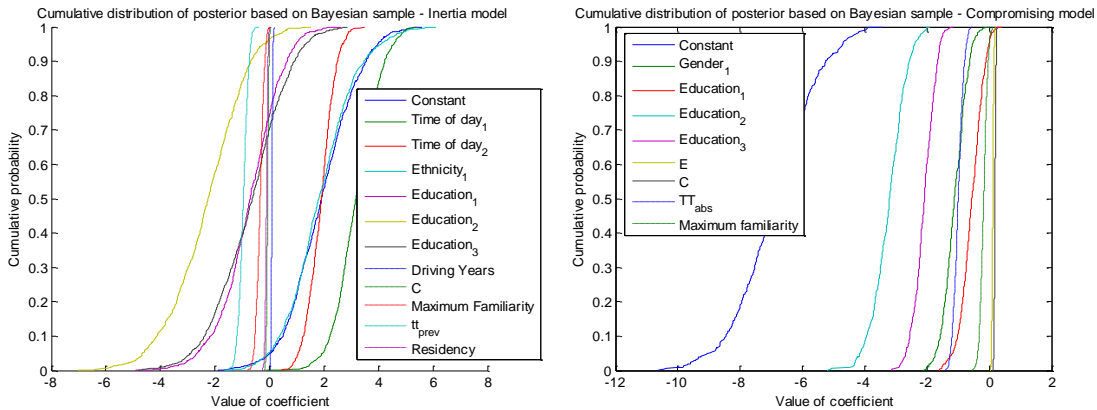 Cumulative distribution of posterior based on Bayesian sample - Inertia model
1
0.9
0.8
0.7
0.6
0.5
0.4
0.3
0.2
0.1
0
Cumulative probability
-8
-6
-4
-2
0
2
4
6
8
Value of coefficient
Constant
Time of day1
Time of day2
Ethnicity1
Education1
Education2
Education3
Driving Years
C
Maximum Familiarity
ttprev
Residency
Cumulative distribution of posterior based on Bayesian sample - Compromising model
1
0.9
0.8
0.7
0.6
0.5
0.4
0.3
0.2
0.1
0
Cumulative probability
-12
-10
-8
-6
-4
-2
0
2
Value of coefficient
Constant
Gender1
Education1
Education2
Education3
E
C
TTabs
Maximum familiarity